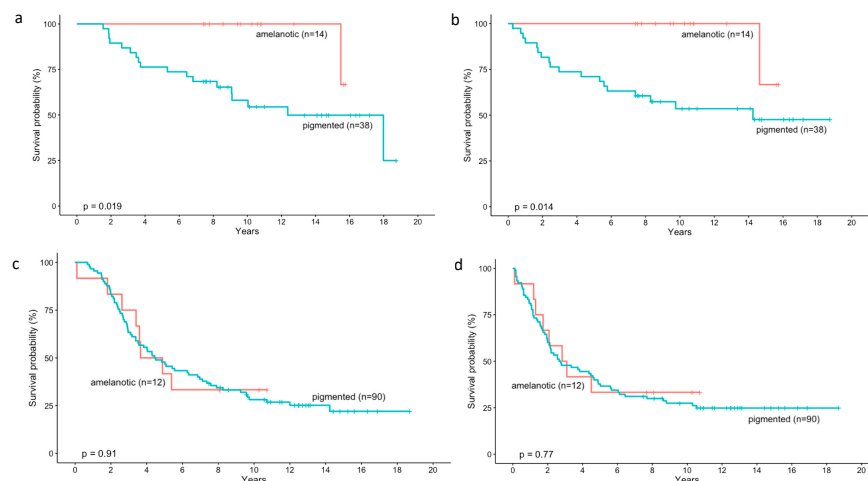 a
Survival probability (%)
100
75
50
25
0
amelanotic (n=14)
pigmented (n=38)
p = 0.019
0 2 4 6 8 10 12 14 16 18 20
Years
b
Survival probability (%)
100
75
50
25
0
amelanotic (n=14)
pigmented (n=38)
p = 0.014
0 2 4 6 8 10 12 14 16 18 20
Years
c
Survival probability (%)
100
75
50
25
0
amelanotic (n=12)
pigmented (n=90)
p = 0.91
0 2 4 6 8 10 12 14 16 18 20
Years
d
Survival probability (%)
100
75
50
25
0
amelanotic (n=12)
pigmented (n=90)
p = 0.77
0 2 4 6 8 10 12 14 16 18 20
Years